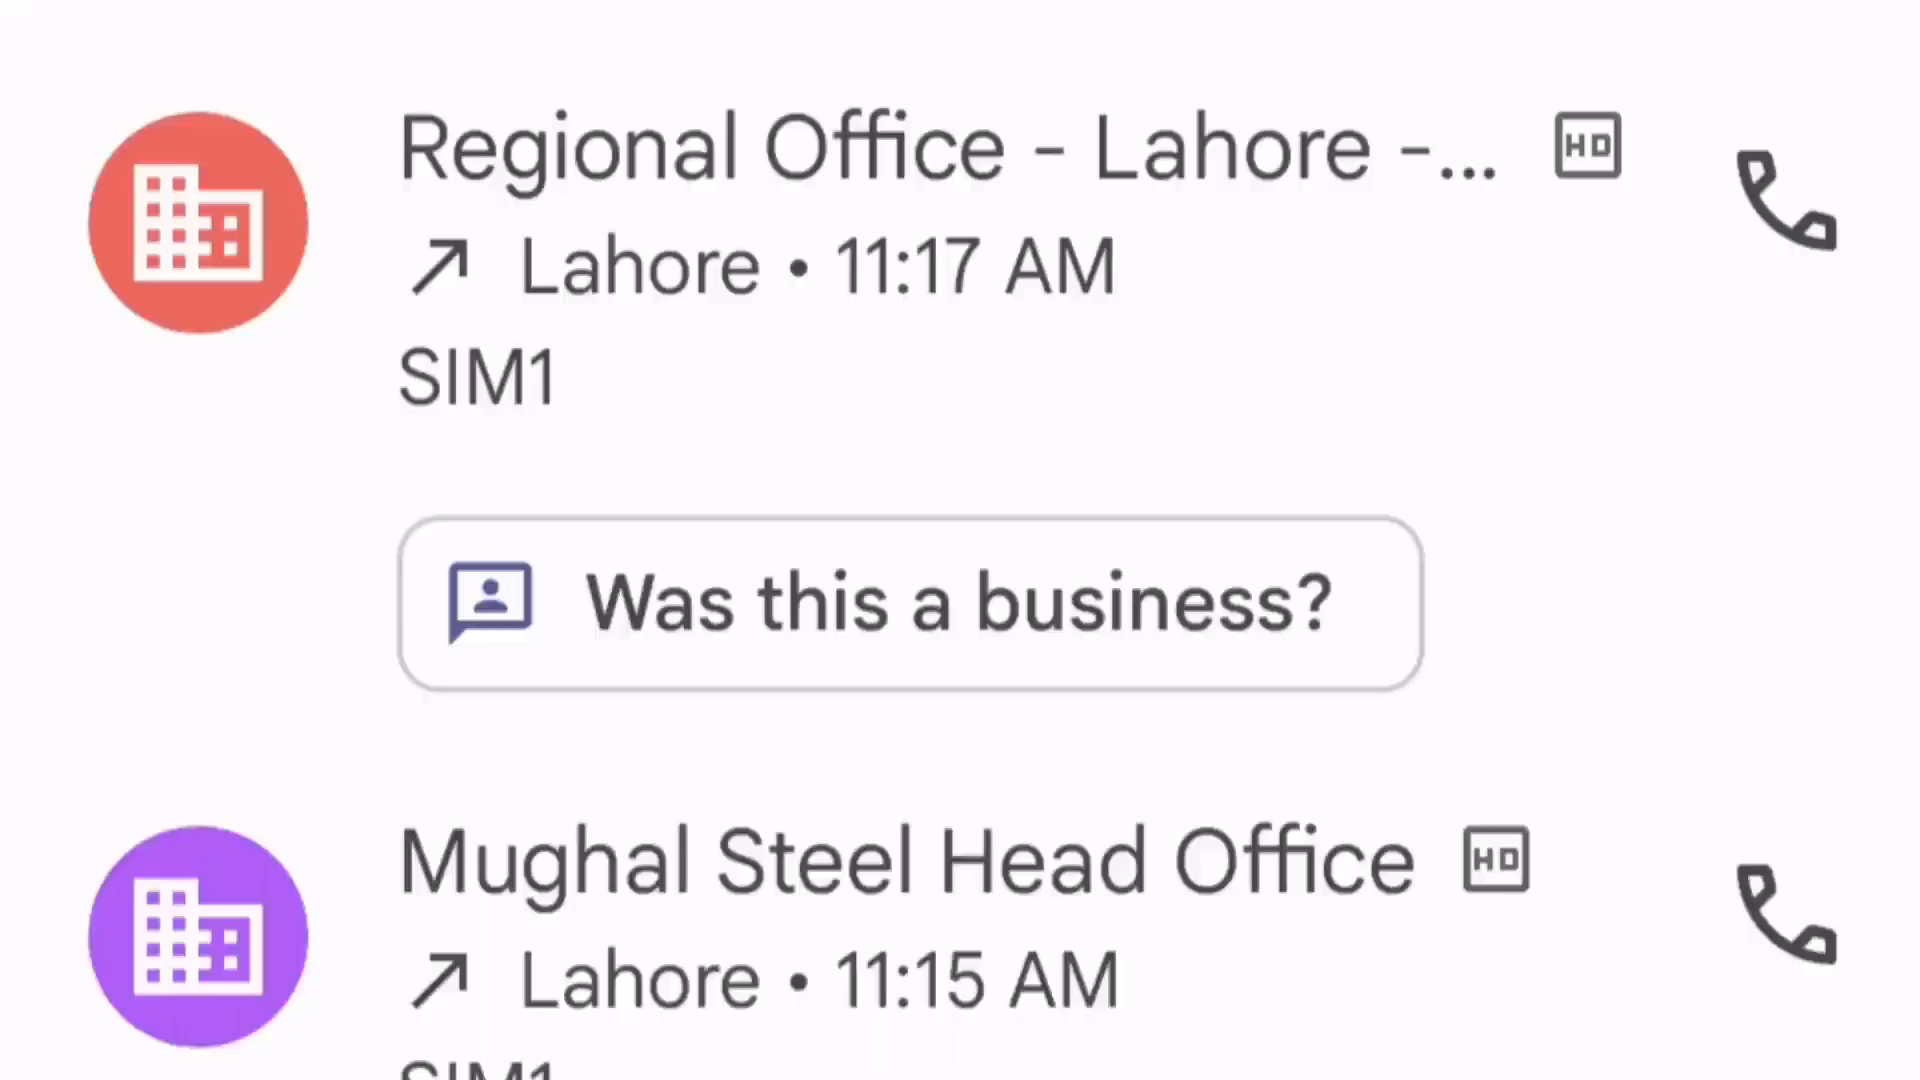 Regional Office - Lahore -...
HD
Lahore • 11:17 AM
SIM1
Was this a business?
Mughal Steel Head Office
HD
Lahore • 11:15 AM
SIM1